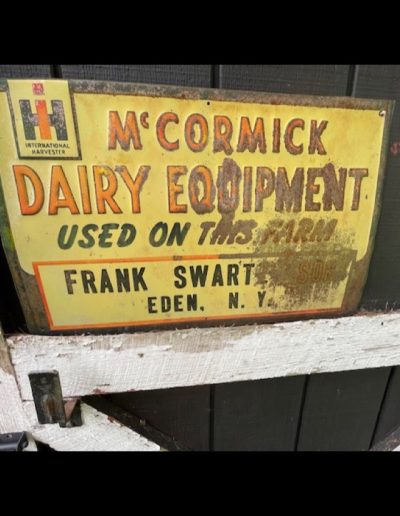 IH
INTERNATIONAL
HARVESTER
McCORMICK
DAIRY EQUIPMENT
USED ON THIS FARM
FRANK SWART
EDEN, N. Y.